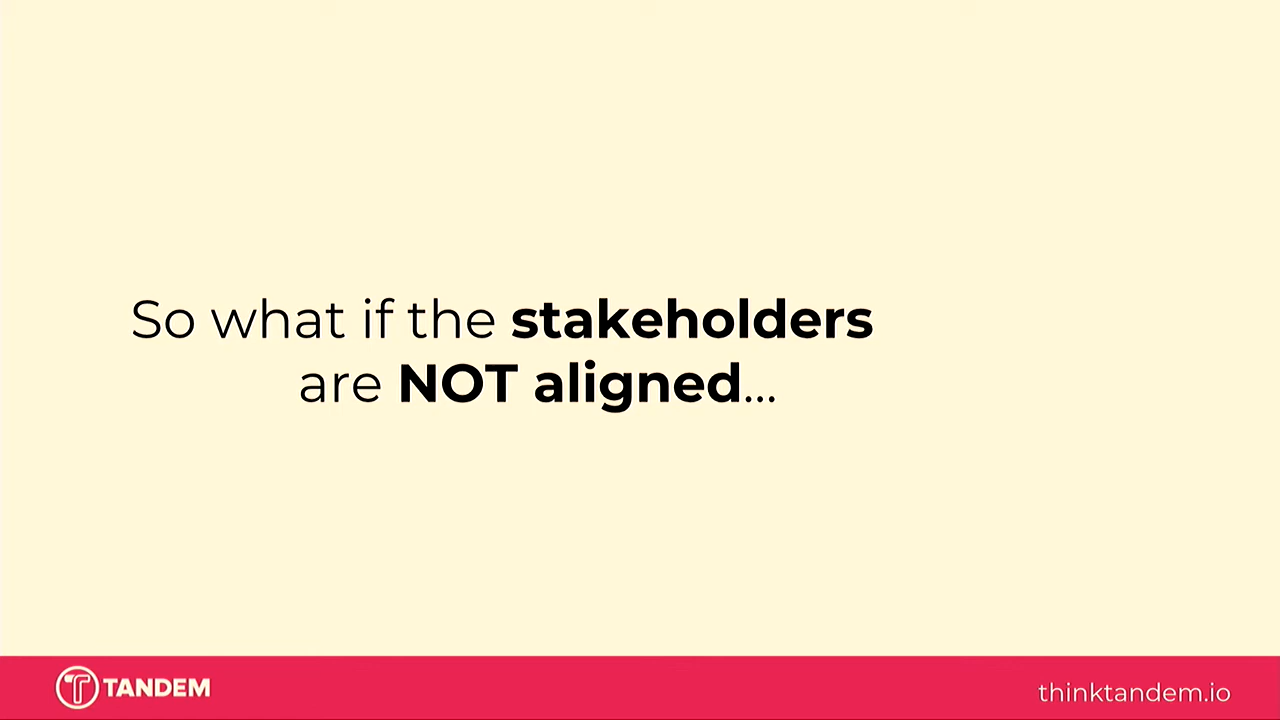 So what if the stakeholders
are NOT aligned...
TANDEM
thinktandem.io